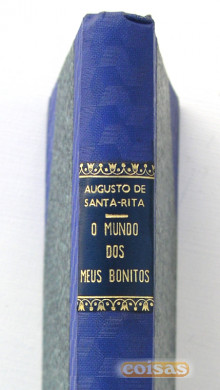 AUGUSTO DE
SANTA-RITA
O MUNDO
DOS
MEUS BONITOS
coisas